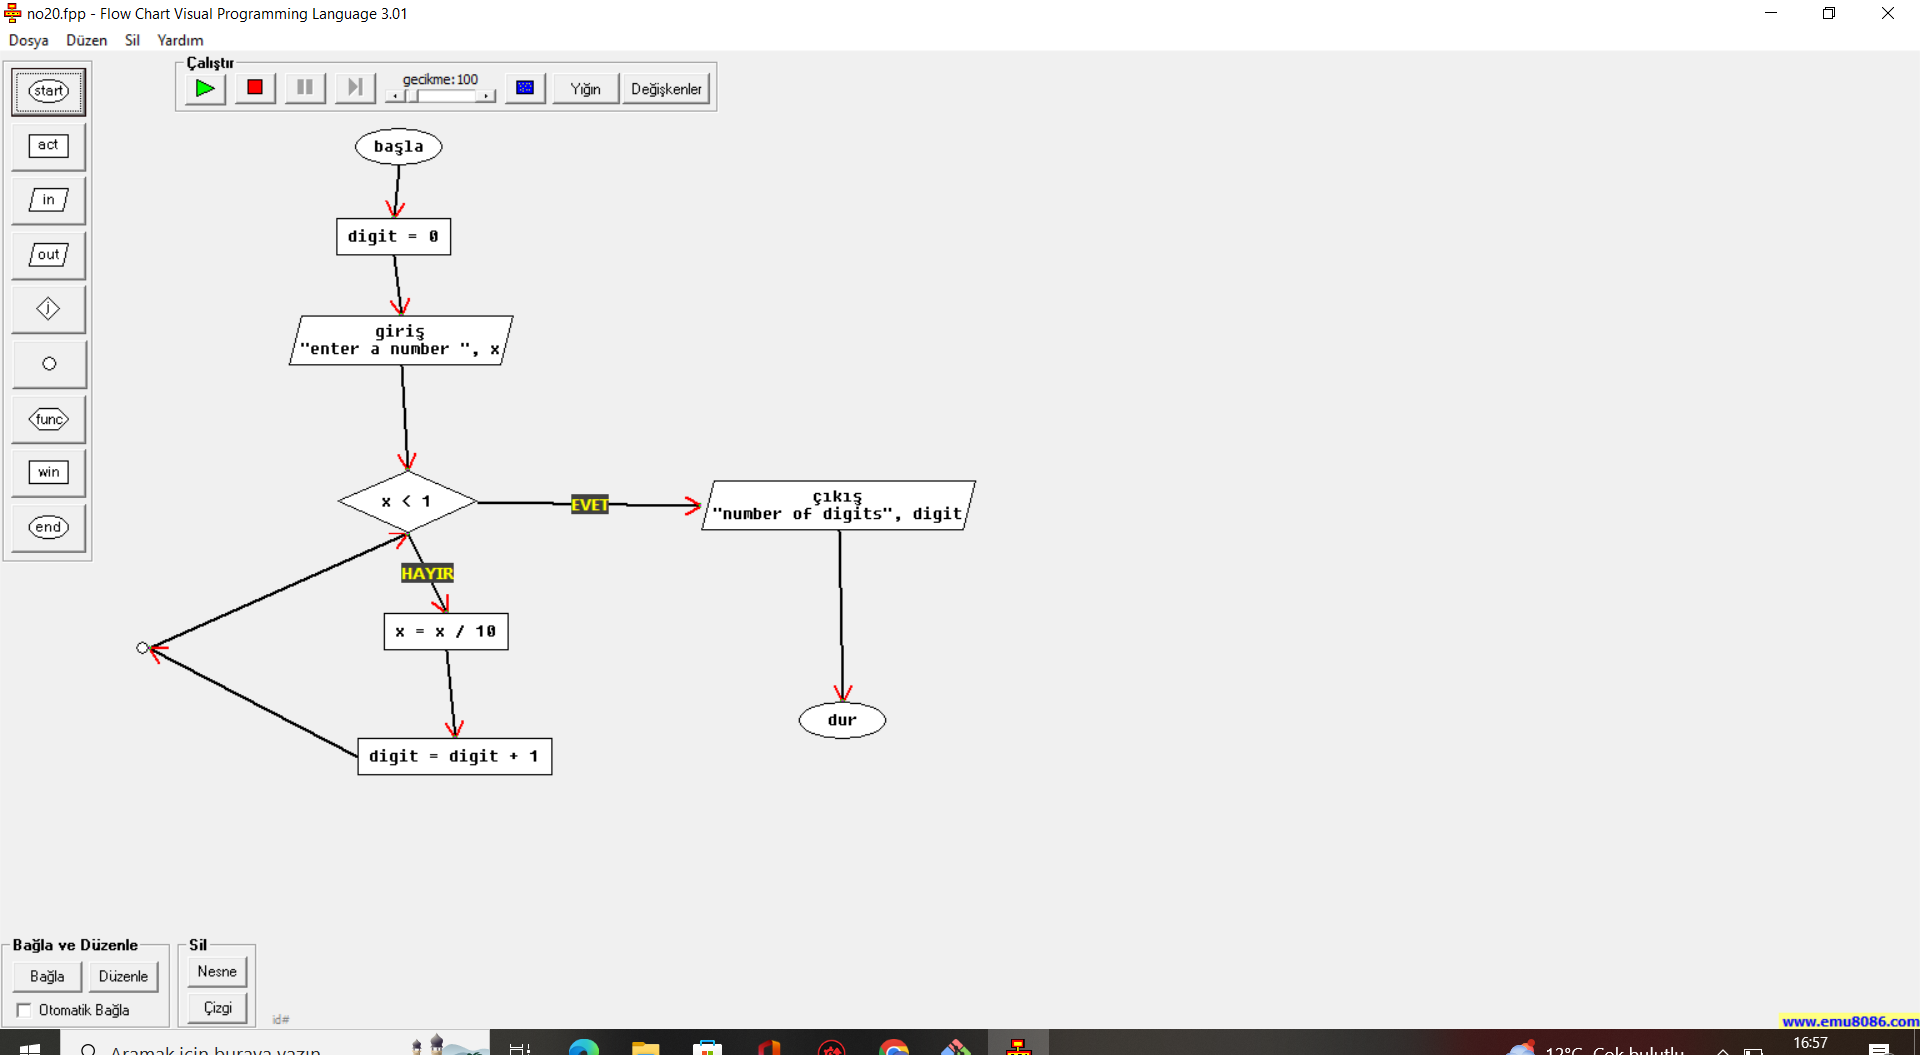 no20.fpp - Flow Chart Visual Programming Language 3.01
Dosya Düzen Sil Yardım
Çalıştır
gecikme:100
Yığın
Değişkenler
start
act
in
out
j
func
win
end
başla
digit = 0
giriş
"enter a number ", x
x < 1
EVET
çıkış
"number of digits", digit
HAYIR
x = x / 10
digit = digit + 1
dur
Bağla ve Düzenle
Bağla
Düzenle
Otomatik Bağla
Sil
Nesne
Çizgi
id#
www.emu8086.com
Aramak için buraya yazın
12°C Çok bulutlu
16:57